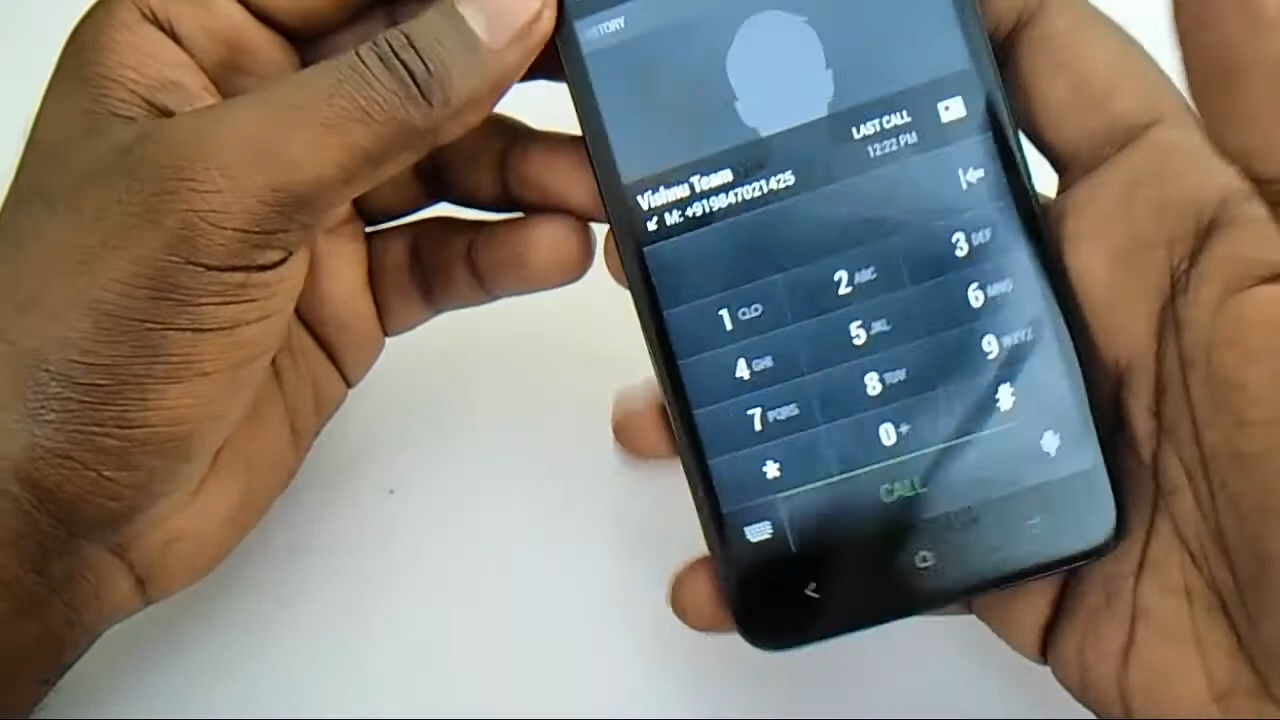 HISTORY
LAST CALL
12:22 PM
Vishnu Team
M: +919847021425
1
2 ABC
3 DEF
4 GHI
5 JKL
6 MNO
7 PQRS
8 TUV
9 WXYZ
*
0 +
#
CALL